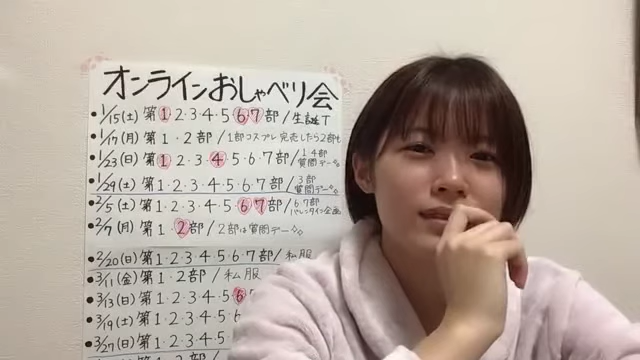 オンラインおしゃべり会
• 1/15(土) 第1・2・3・4・5・6・7部/生誕T
• 1/17(月) 第1・2部/1部コスプレ完売したら2部も
• 1/23(日) 第1・2・3・4・5・6・7部/1・4部 質問デー
• 1/29(土) 第1・2・3・4・5・6・7部/3部 質問デー
• 2/5(土) 第1・2・3・4・5・6・7部/6・7部 バレンタイン企画
• 2/7(月) 第1・2部/2部は質問デー
• 2/20(日) 第1・2・3・4・5・6・7部/私服
• 3/11(金) 第1・2部/私服
• 3/13(日) 第1・2・3・4・5・6
• 3/19(土) 第1・2・3・4・5
• 3/27(日) 第1・2・3・4・5